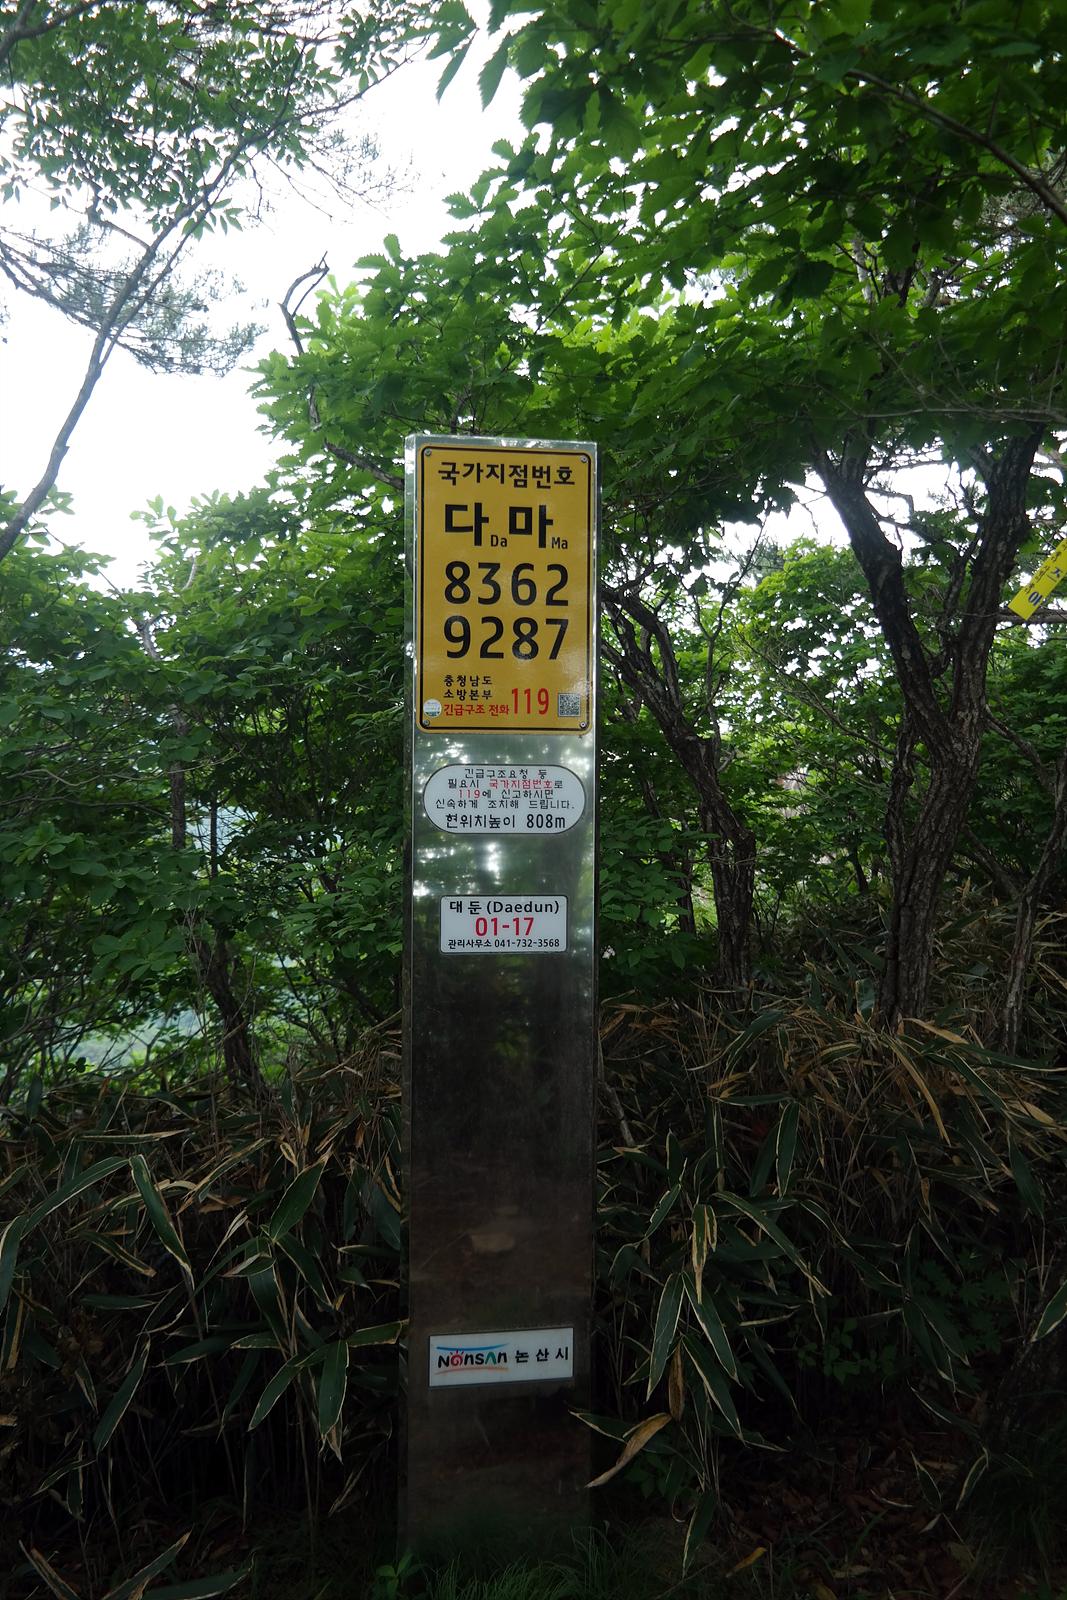 국가지점번호
다Da마Ma
8362
9287
충청남도
소방본부
긴급구조 전화 119
긴급구조요청 등
필요시 국가지점번호로
119에 신고하시면
신속하게 조치해 드립니다.
현위치높이 808m
대둔(Daedun)
01-17
관리사무소 041-732-3568
Nonsan 논산시